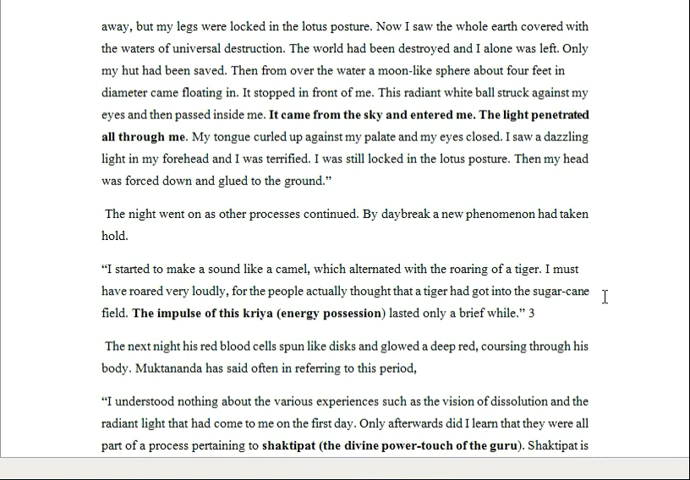 away, but my legs were locked in the lotus posture. Now I saw the whole earth covered with
the waters of universal destruction. The world had been destroyed and I alone was left. Only
my hut had been saved. Then from over the water a moon-like sphere about four feet in
diameter came floating in. It stopped in front of me. This radiant white ball struck against my
eyes and then passed inside me. It came from the sky and entered me. The light penetrated
all through me. My tongue curled up against my palate and my eyes closed. I saw a dazzling
light in my forehead and I was terrified. I was still locked in the lotus posture. Then my head
was forced down and glued to the ground.”
The night went on as other processes continued. By daybreak a new phenomenon had taken
hold.
“I started to make a sound like a camel, which alternated with the roaring of a tiger. I must
have roared very loudly, for the people actually thought that a tiger had got into the sugar-cane
field. The impulse of this kriya (energy possession) lasted only a brief while.” 3
The next night his red blood cells spun like disks and glowed a deep red, coursing through his
body. Muktananda has said often in referring to this period,
“I understood nothing about the various experiences such as the vision of dissolution and the
radiant light that had come to me on the first day. Only afterwards did I learn that they were all
part of a process pertaining to shaktipat (the divine power-touch of the guru). Shaktipat is